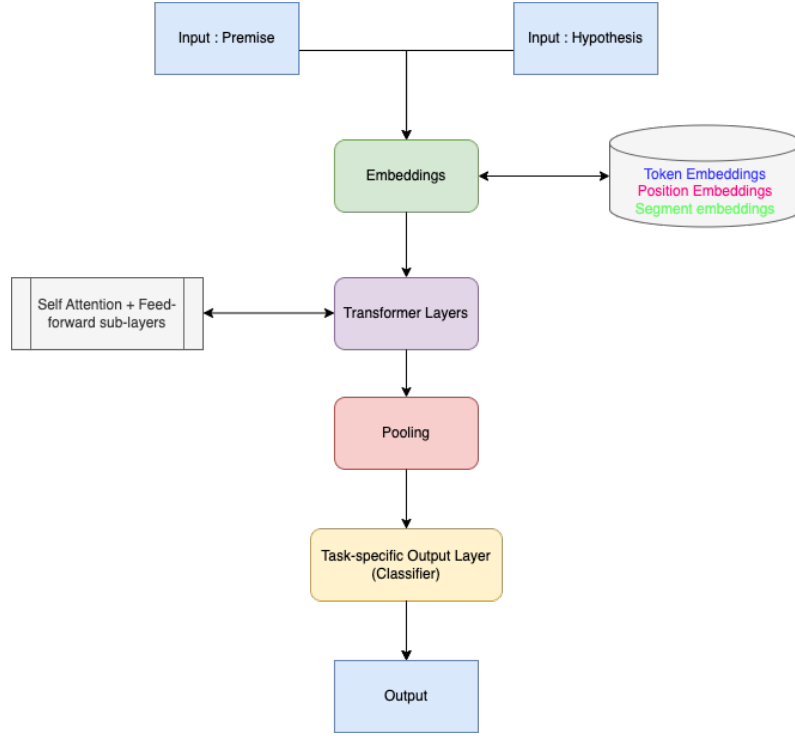 Input : Premise
Input : Hypothesis
Embeddings
Token Embeddings
Position Embeddings
Segment embeddings
Self Attention + Feed-
forward sub-layers
Transformer Layers
Pooling
Task-specific Output Layer
(Classifier)
Output